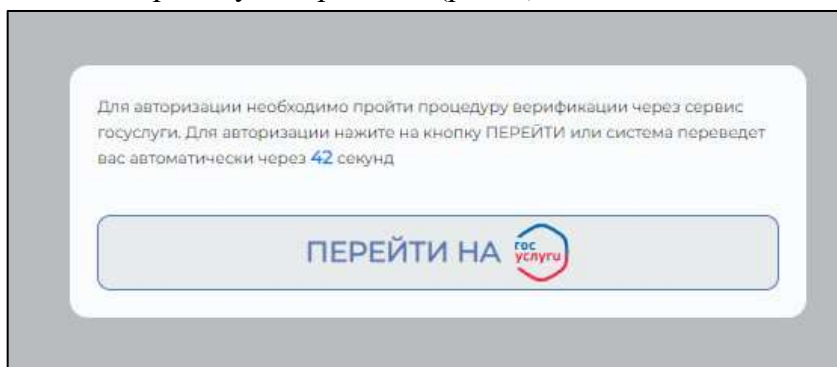 Для авторизации необходимо пройти процедуру верификации через сервис
госуслуги. Для авторизации нажмите на кнопку ПЕРЕЙТИ или система переведет
вас автоматически через 42 секунд
ПЕРЕЙТИ НА гос
услуги